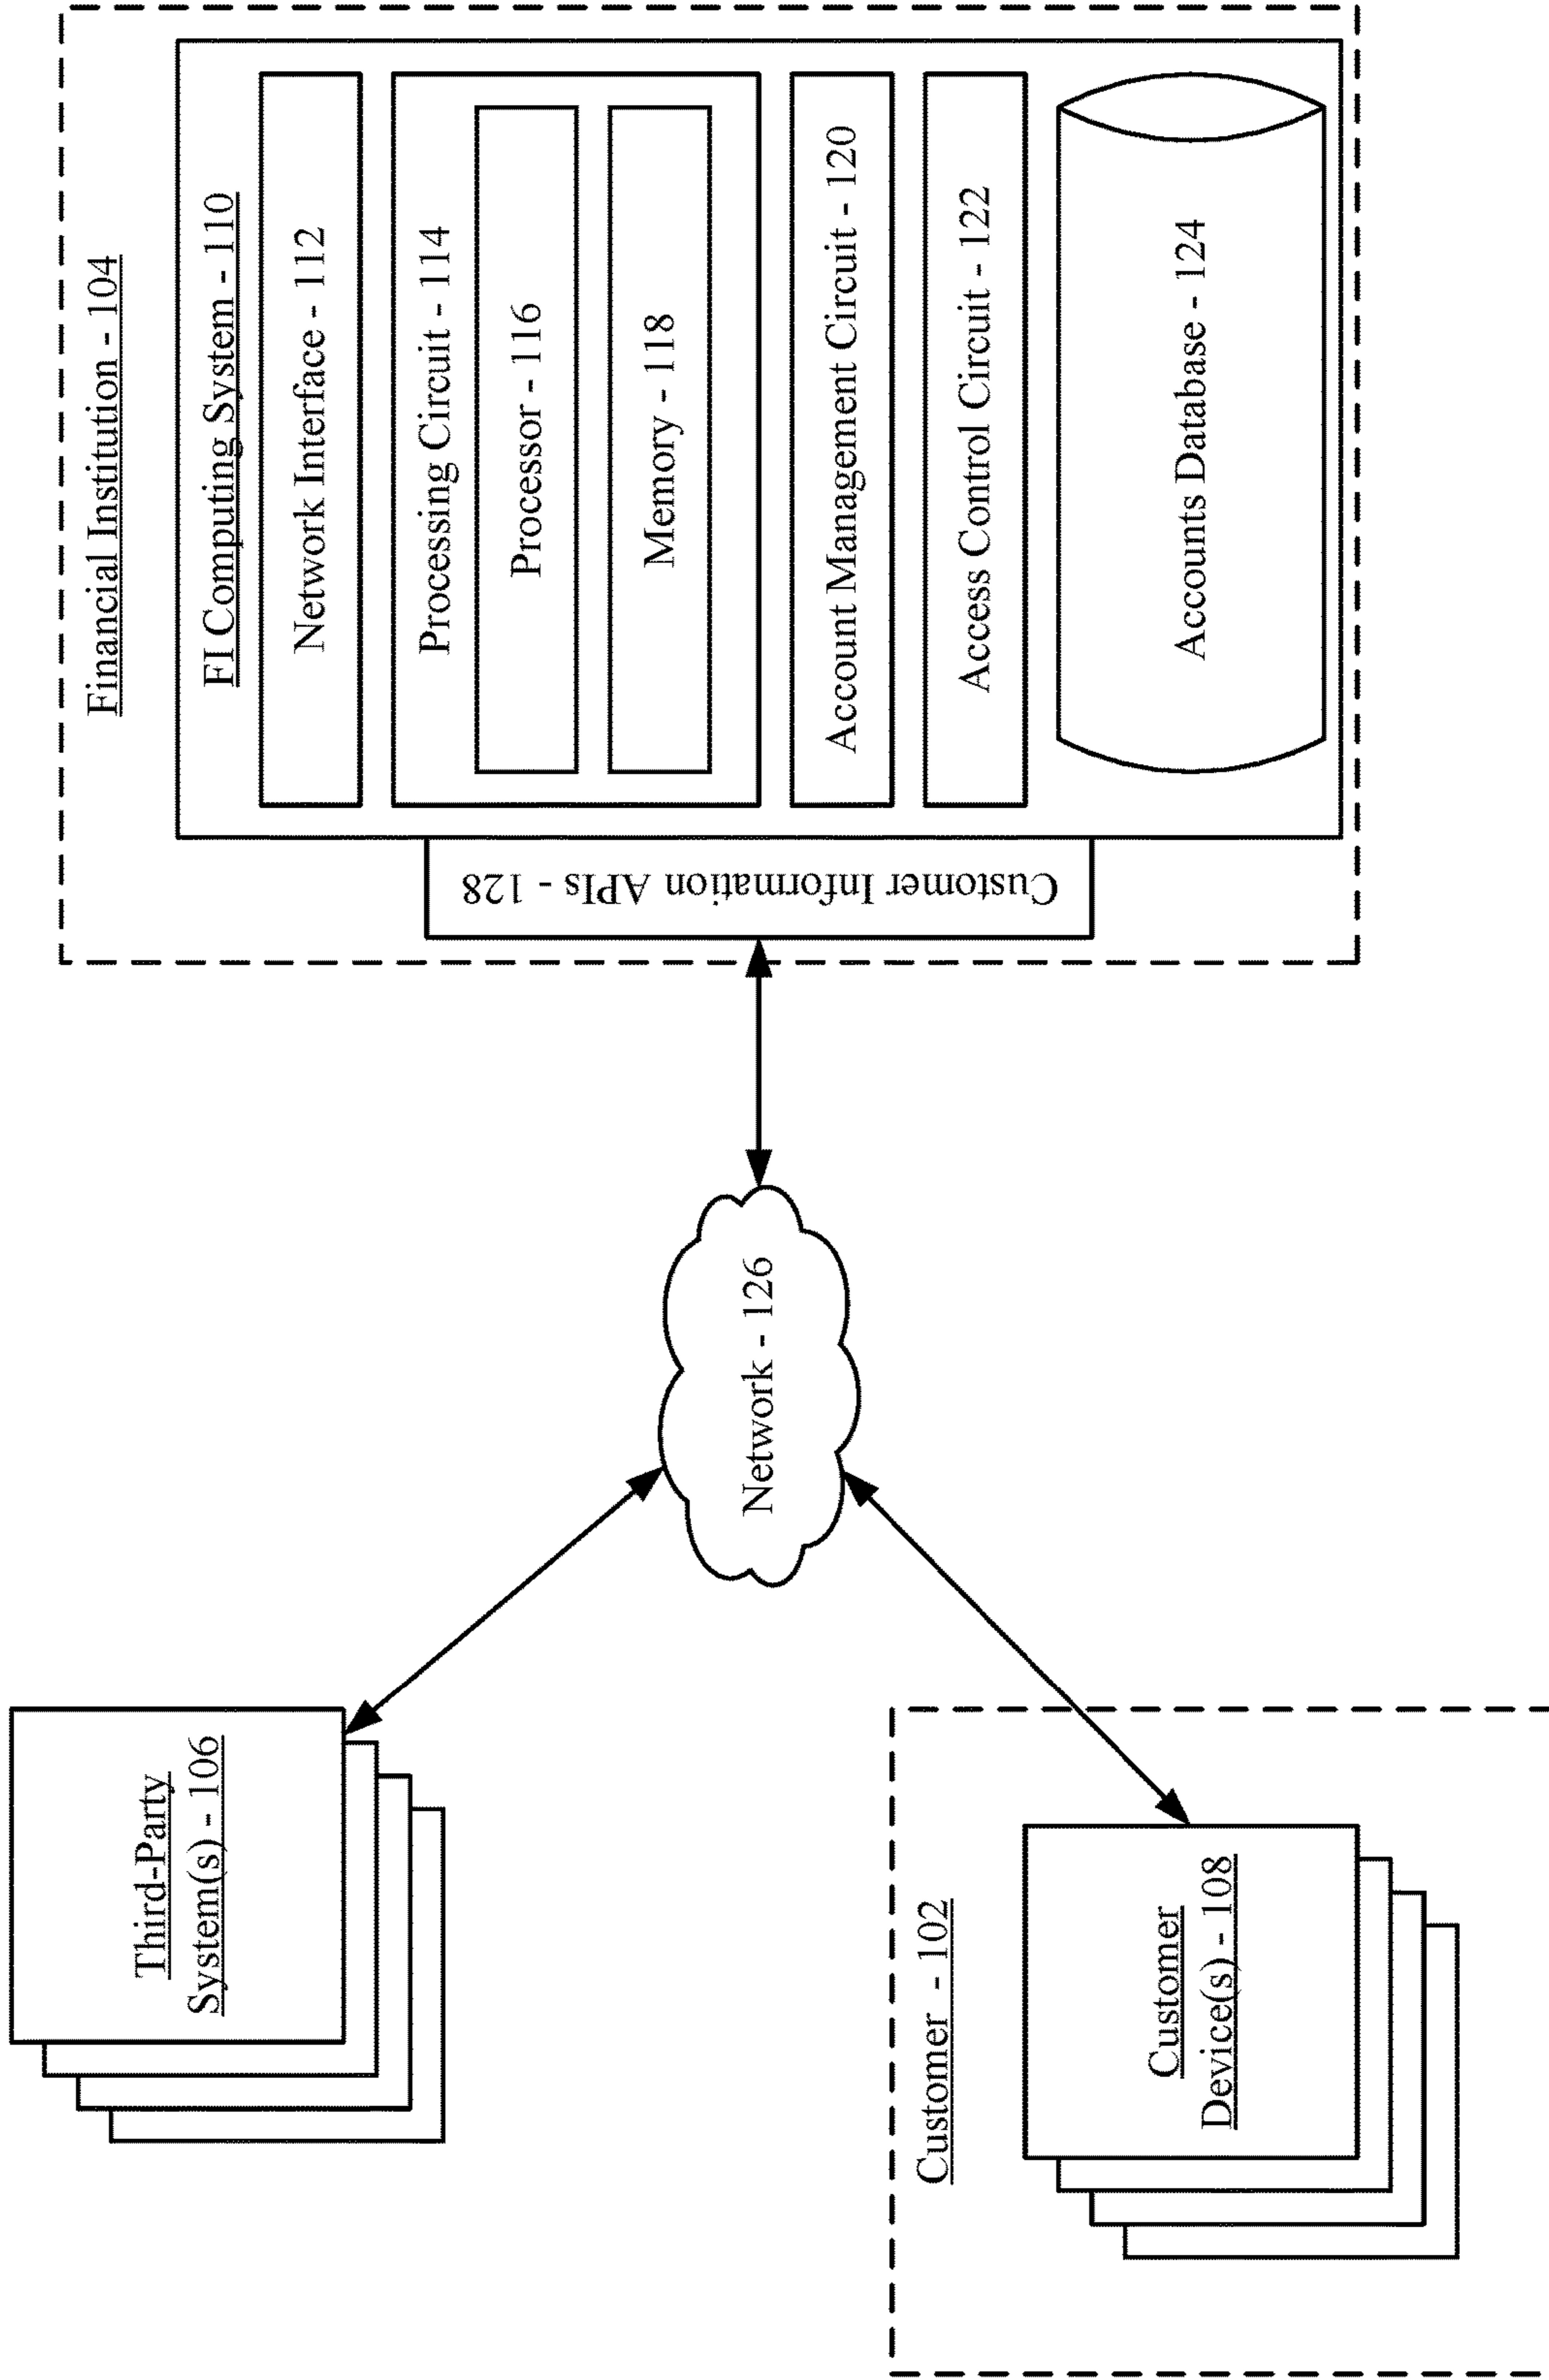 Third-Party
System(s) - 106
Customer - 102
Customer
Device(s) - 108
Network - 126
Financial Institution - 104
Customer Information APIs - 128
FI Computing System - 110
Network Interface - 112
Processing Circuit - 114
Processor - 116
Memory - 118
Account Management Circuit - 120
Access Control Circuit - 122
Accounts Database - 124